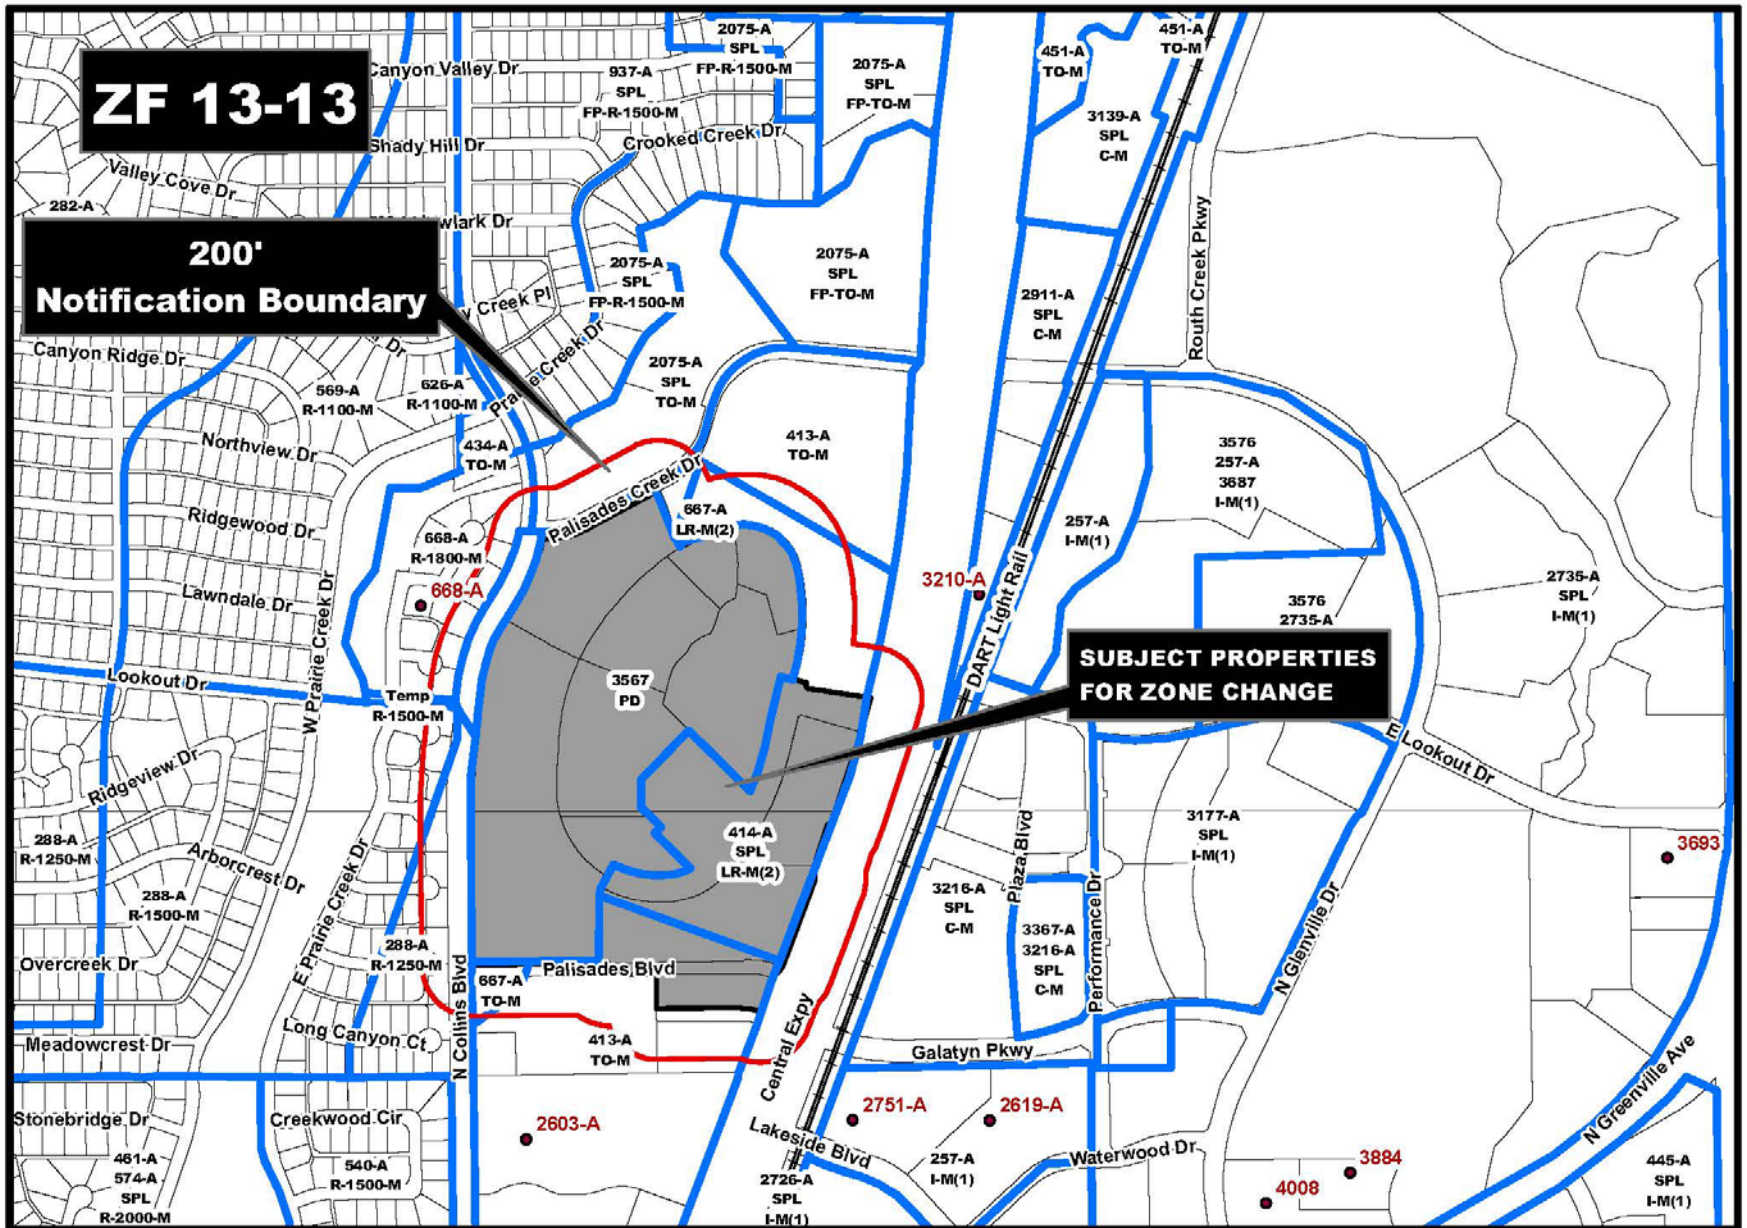 ZF 13-13
Canyon Valley Dr
Shady Hill Dr
Valley Cove Dr
282-A
wlark Dr
937-A
SPL
FP-R-1500-M
2075-A
SPL
FP-R-1500-M
2075-A
SPL
FP-TO-M
451-A
TO-M
451-A
TO-M
3139-A
SPL
C-M
Crooked Creek Dr
200'
Notification Boundary
2075-A
SPL
FP-R-1500-M
2075-A
SPL
FP-TO-M
2911-A
SPL
C-M
South Creek Pkwy
y Creek Pl
Dr
Canyon Ridge Dr
569-A
R-1100-M
626-A
R-1100-M
Prairie Creek Dr
2075-A
SPL
TO-M
Northview Dr
434-A
TO-M
413-A
TO-M
3576
257-A
3687
I-M(1)
Palisades Creek Dr
667-A
LR-M(2)
257-A
I-M(1)
Ridgewood Dr
668-A
R-1800-M
668-A
3210-A
DART Light Rail
2735-A
SPL
I-M(1)
3576
2735-A
Lawndale Dr
W Prairie Creek Dr
Lookout Dr
Temp
R-1500-M
3567
PD
SUBJECT PROPERTIES
FOR ZONE CHANGE
E Lookout Dr
Ridgeview Dr
288-A
R-1250-M
Arborcrest Dr
288-A
R-1500-M
E Prairie Creek Dr
414-A
SPL
LR-M(2)
Plaza Blvd
3177-A
SPL
I-M(1)
3693
3216-A
SPL
C-M
3367-A
3216-A
SPL
C-M
Performance Dr
N Glenville Dr
288-A
R-1250-M
Overcreek Dr
N Collins Blvd
667-A
TO-M
Palisades Blvd
Long Canyon Ct
Meadowcrest Dr
413-A
TO-M
Central Expy
Galatyn Pkwy
N Greenville Ave
Stonebridge Dr
Creekwood Cir
2603-A
2751-A
2619-A
Lakeside Blvd
Waterwood Dr
461-A
574-A
SPL
R-2000-M
540-A
R-1500-M
2726-A
SPL
I-M(1)
257-A
I-M(1)
3884
4008
445-A
SPL
I-M(1)